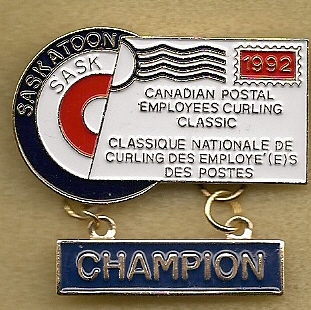 SASKATOON
SASK
1992
CANADIAN POSTAL
EMPLOYEES CURLING
CLASSIC
CLASSIQUE NATIONALE DE
CURLING DES EMPLOYE'(E)S
DES POSTES
CHAMPION